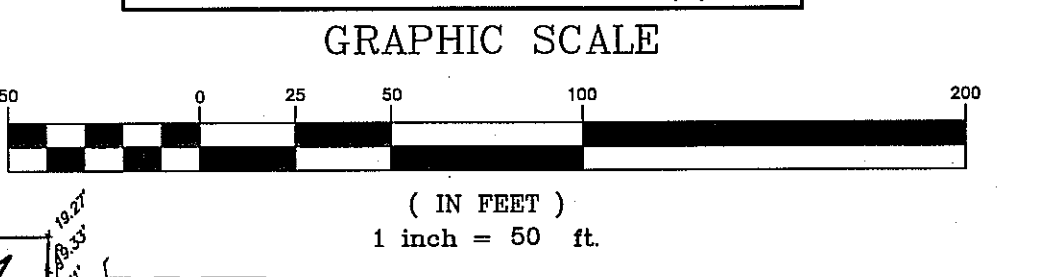 GRAPHIC SCALE
50 0 25 50 100 200
( IN FEET )
1 inch = 50 ft.
19.27'